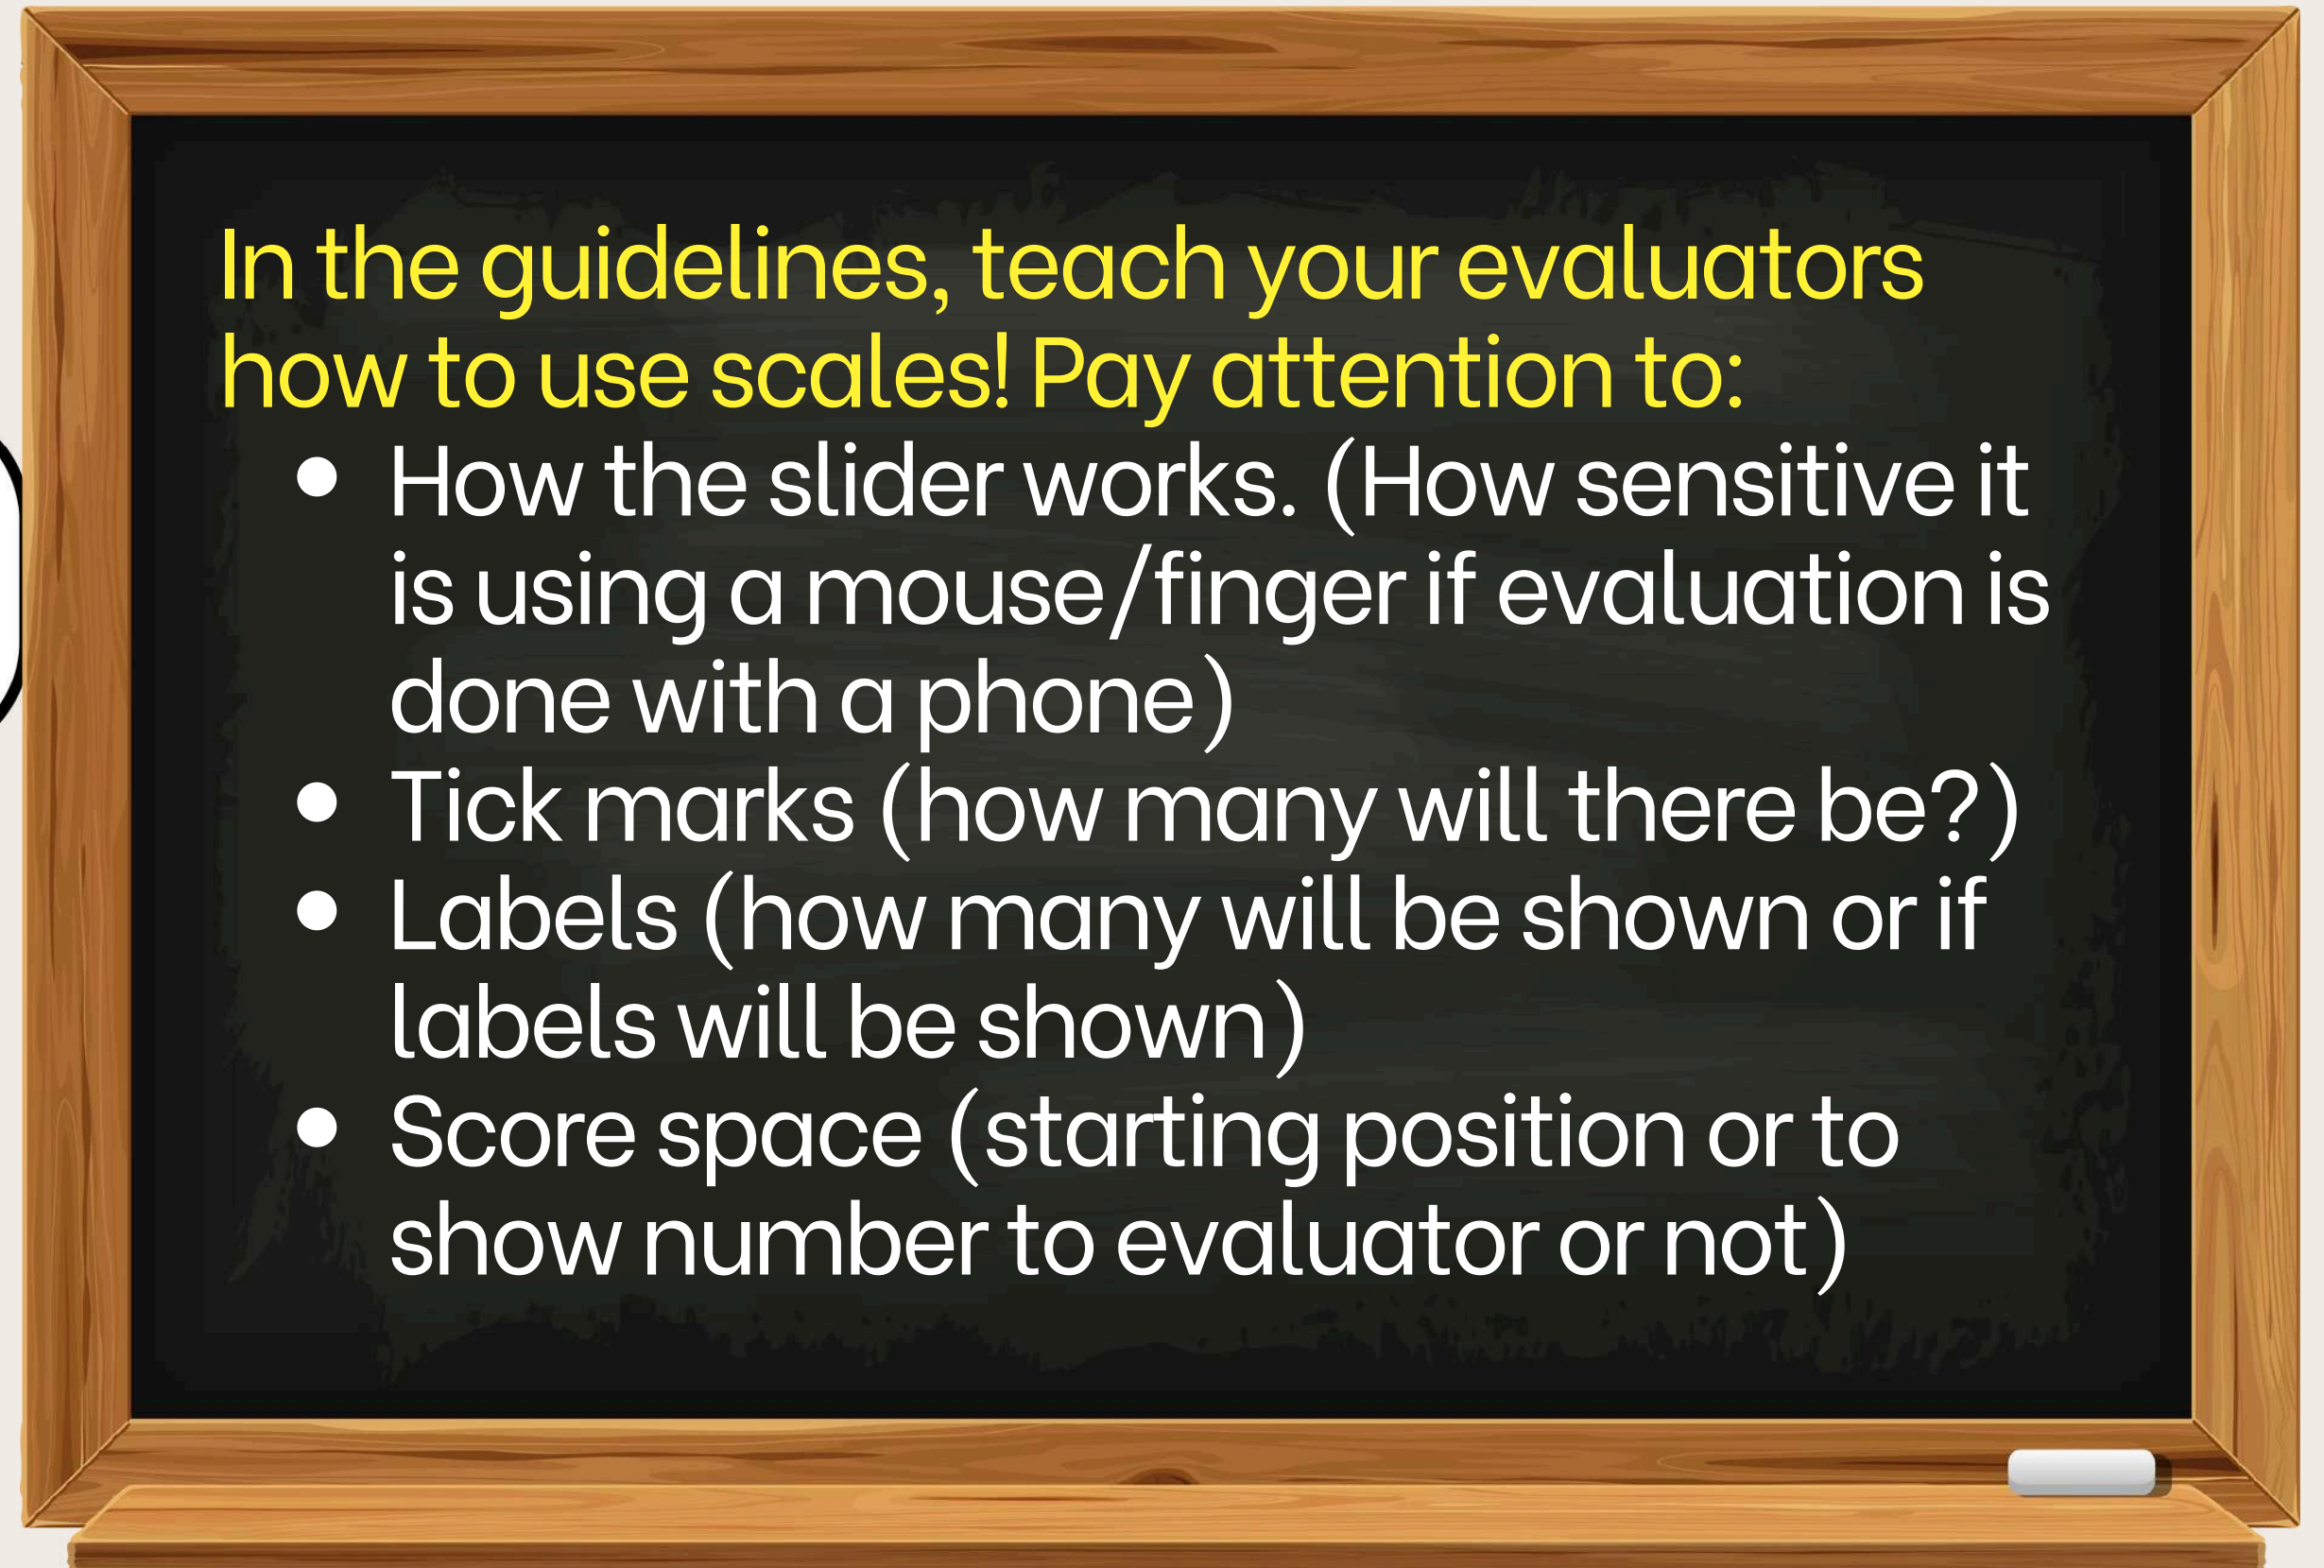 In the guidelines, teach your evaluators
how to use scales! Pay attention to:
● How the slider works. (How sensitive it
is using a mouse/finger if evaluation is
done with a phone)
● Tick marks (how many will there be?)
● Labels (how many will be shown or if
labels will be shown)
● Score space (starting position or to
show number to evaluator or not)